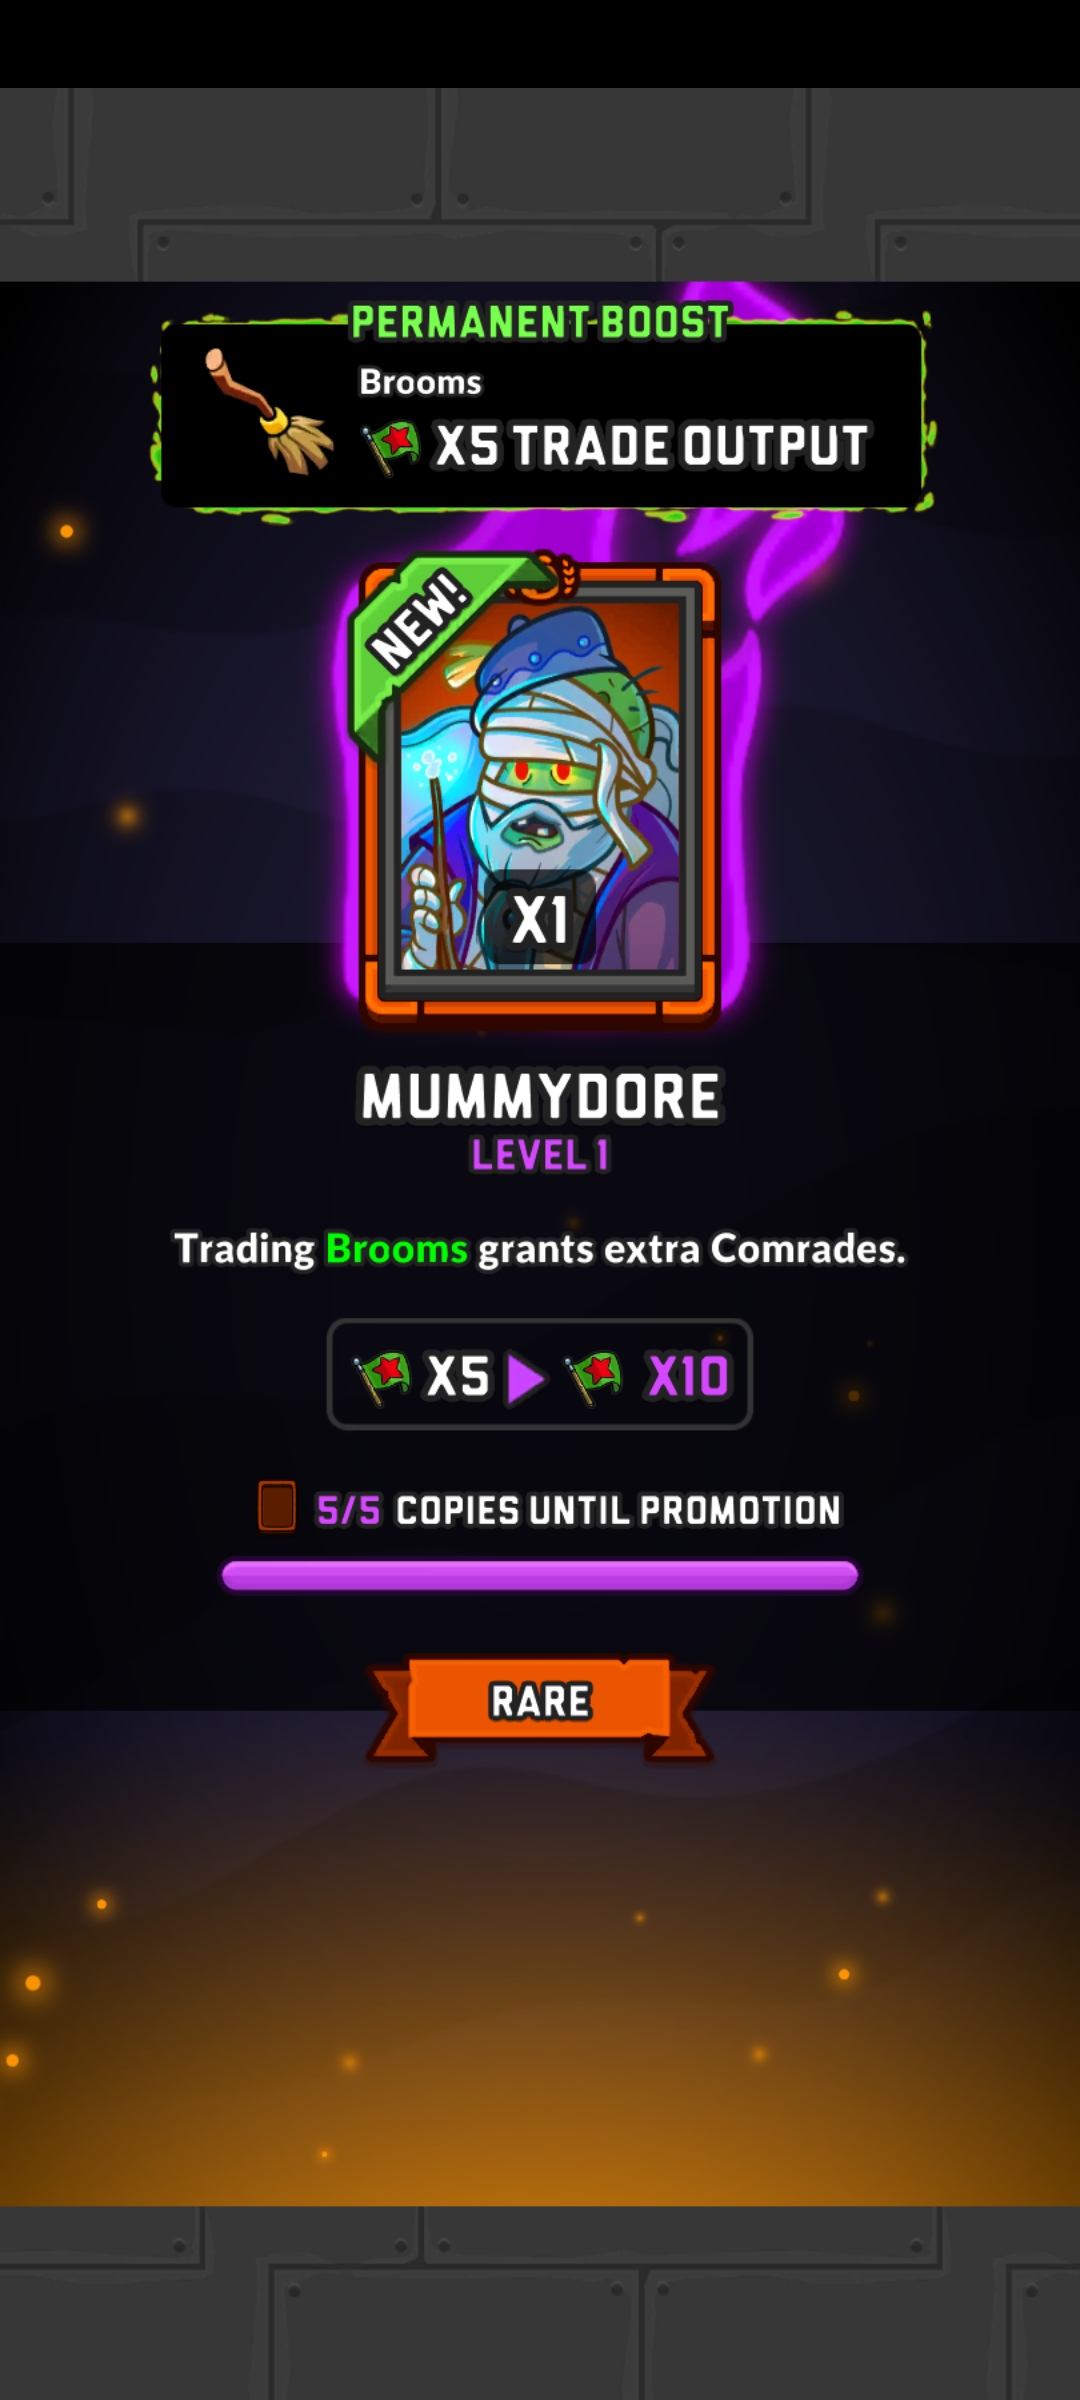 PERMANENT BOOST
Brooms
X5 TRADE OUTPUT
NEW!
X1
MUMMYDORE
LEVEL 1
Trading Brooms grants extra Comrades.
X5 X10
5/5 COPIES UNTIL PROMOTION
RARE